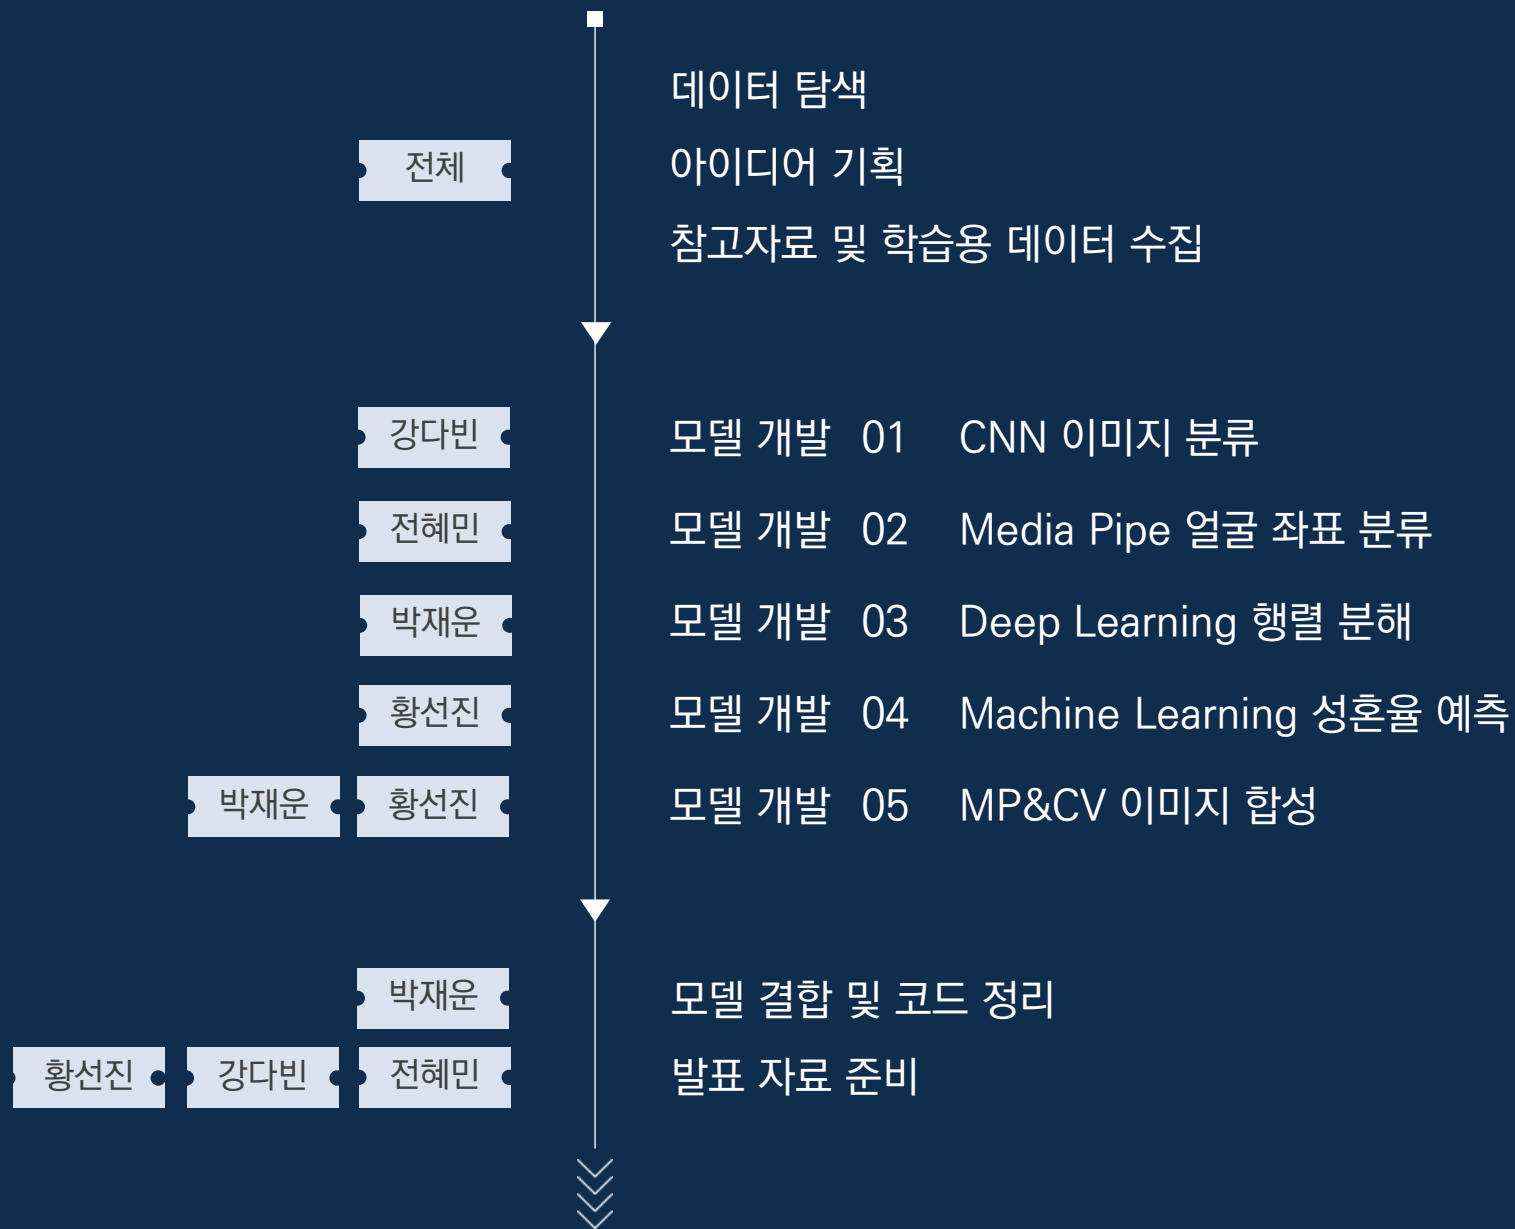 데이터 탐색
전체 아이디어 기획
참고자료 및 학습용 데이터 수집
강다빈 모델 개발 01 CNN 이미지 분류
전혜민 모델 개발 02 Media Pipe 얼굴 좌표 분류
박재운 모델 개발 03 Deep Learning 행렬 분해
황선진 모델 개발 04 Machine Learning 성혼율 예측
박재운 황선진 모델 개발 05 MP&CV 이미지 합성
박재운 모델 결합 및 코드 정리
황선진 강다빈 전혜민 발표 자료 준비